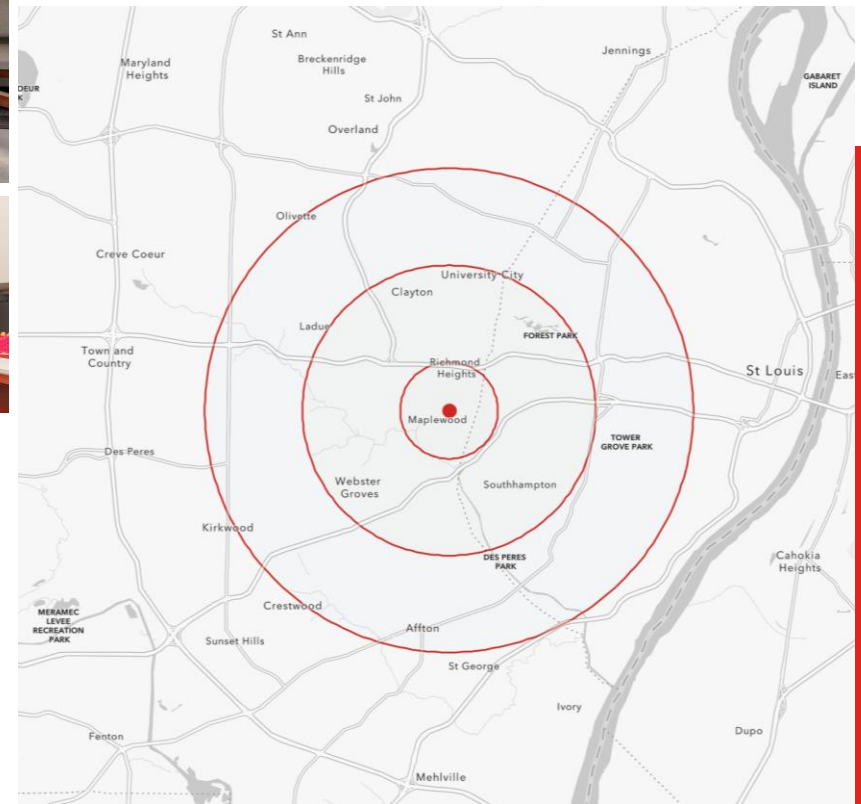 St Ann
Jennings
Breckenridge
Hills
Maryland
Heights
GABARET
ISLAND
DEUR
K
St John
Overland
Olivette
Creve Coeur
University City
Clayton
Ladue
FOREST PARK
Town and
Country
Richmond
Heights
St Louis
East
Maplewood
TOWER
GROVE PARK
Des Peres
Webster
Groves
Southhampton
Kirkwood
DES PERES
PARK
Cahokia
Heights
Crestwood
MERAMEC
LEVEE
RECREATION
PARK
Affton
Sunset Hills
St George
Ivory
Dupo
Fenton
Mehlville